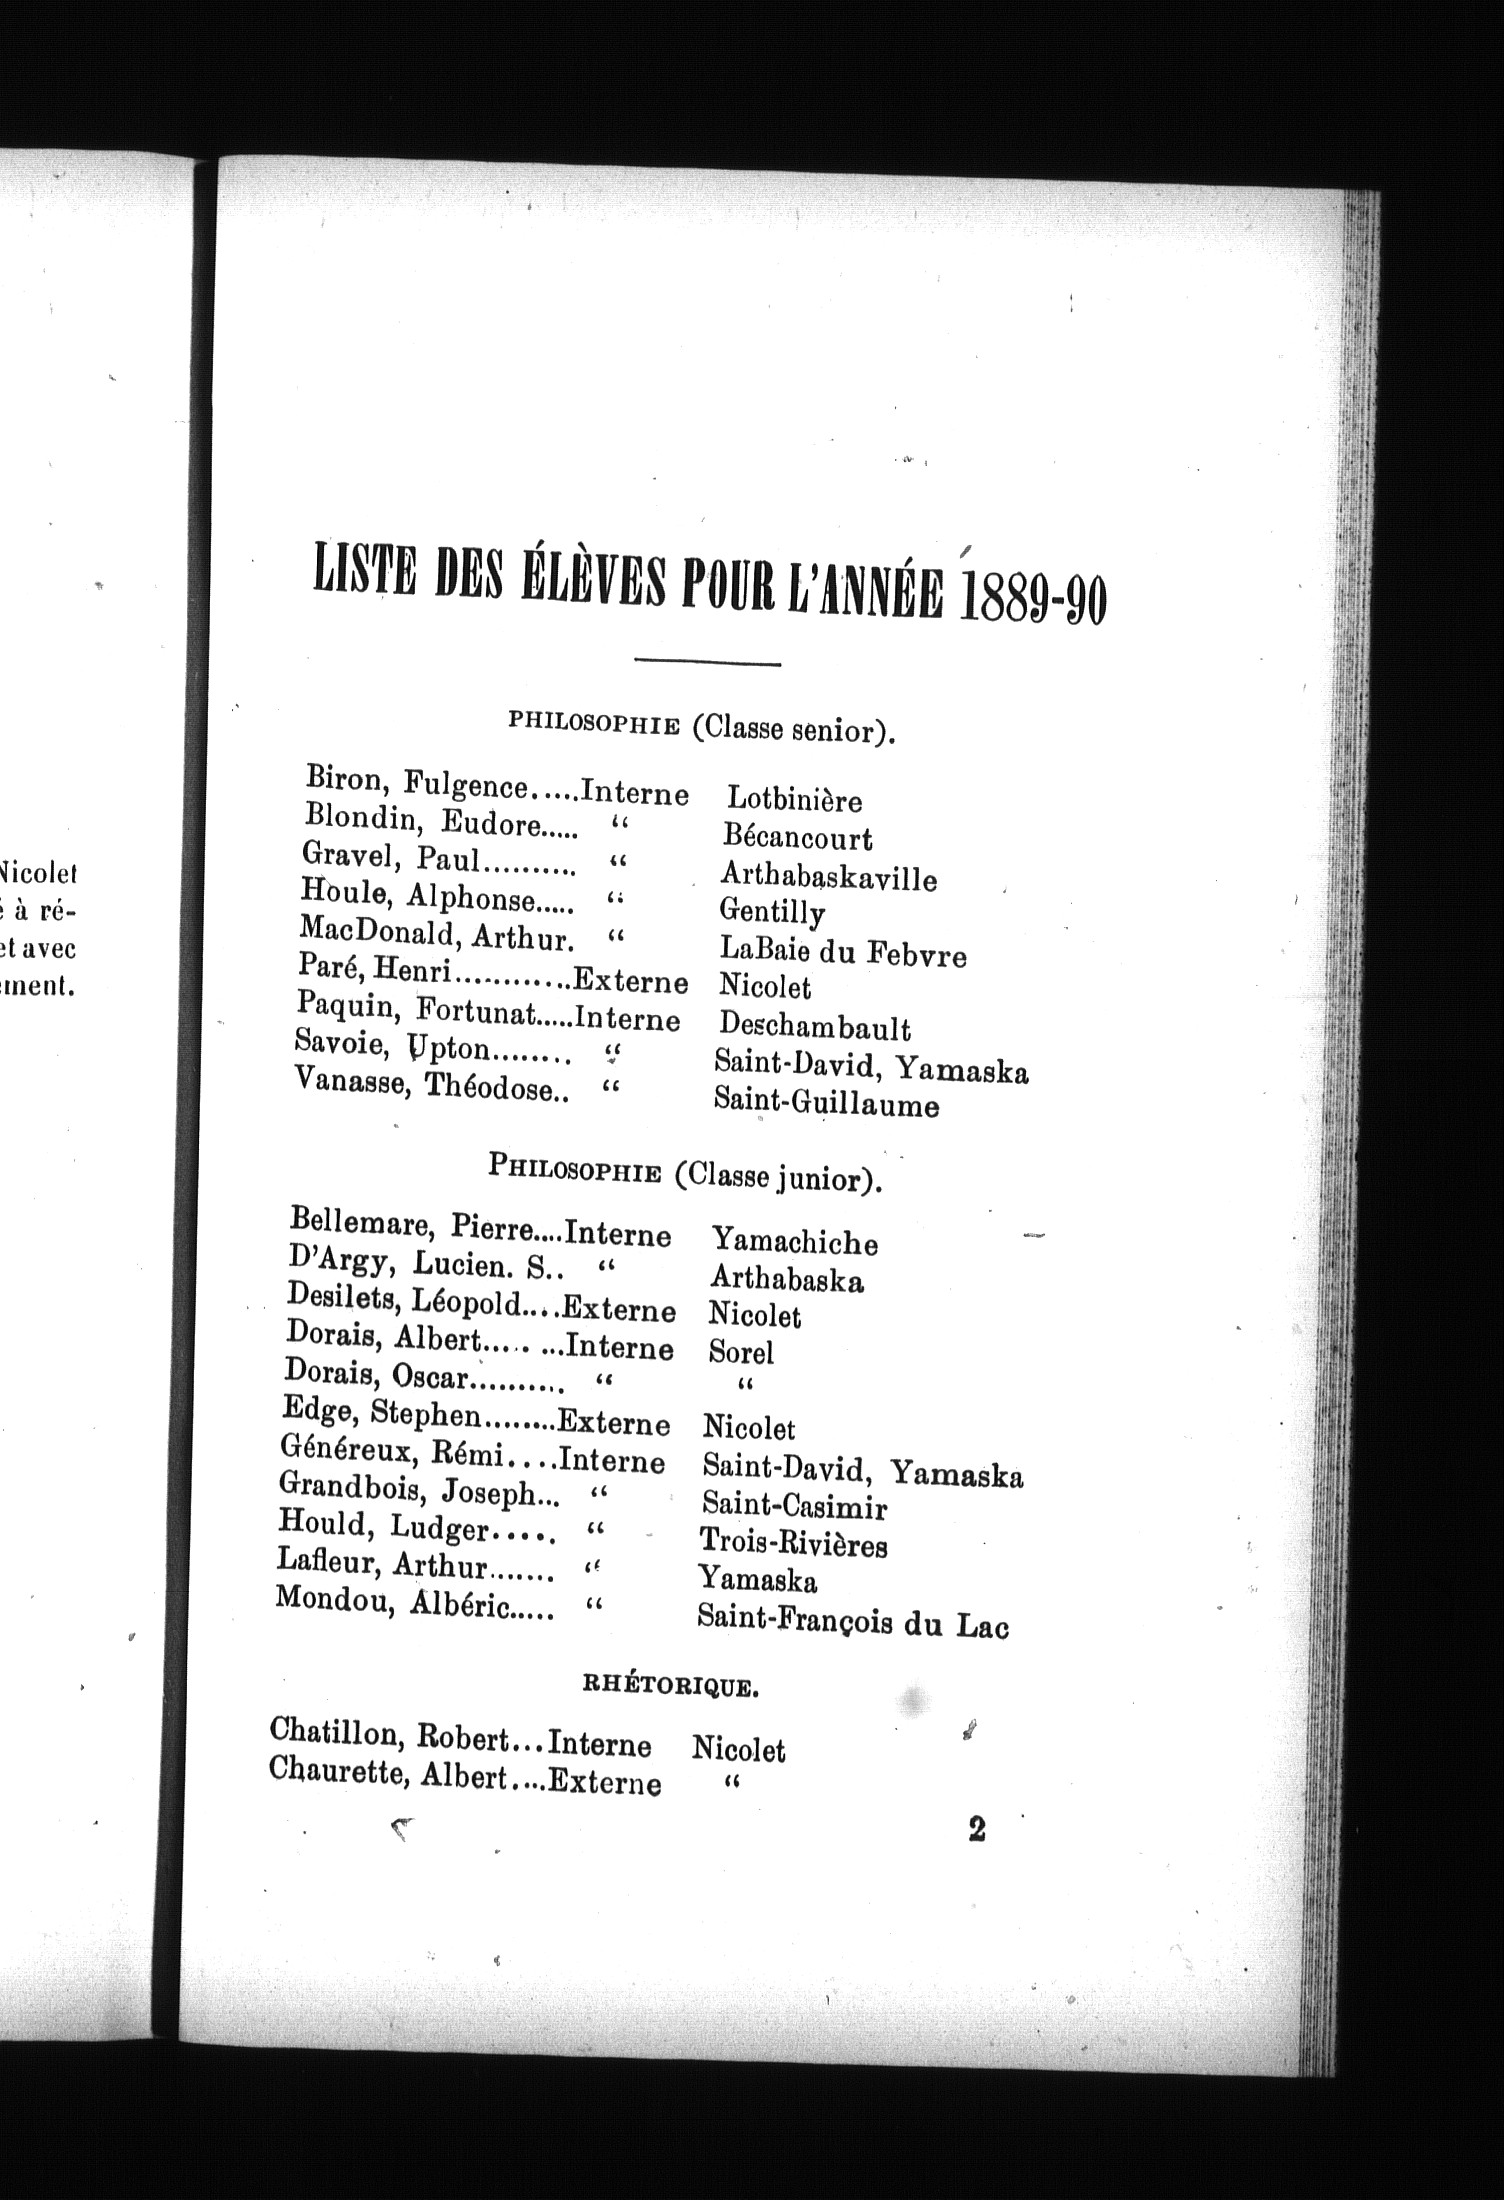 Nicolet
é à ré-
et avec
ement.
LISTE DES ÉLÈVES POUR L'ANNÉE 1889-90
PHILOSOPHIE (Classe senior).
Biron, Fulgence.....Interne Lotbinière
Blondin, Eudore..... “ Bécancourt
Gravel, Paul.......... “ Arthabaskaville
Houle, Alphonse..... “ Gentilly
MacDonald, Arthur. “ LaBaie du Febvre
Paré, Henri............Externe Nicolet
Paquin, Fortunat.....Interne Deschambault
Savoie, Upton........ “ Saint-David, Yamaska
Vanasse, Théodose.. “ Saint-Guillaume
PHILOSOPHIE (Classe junior).
Bellemare, Pierre....Interne Yamachiche
D'Argy, Lucien. S.. “ Arthabaska
Desilets, Léopold....Externe Nicolet
Dorais, Albert..... ...Interne Sorel
Dorais, Oscar.......... “ “
Edge, Stephen........Externe Nicolet
Généreux, Rémi....Interne Saint-David, Yamaska
Grandbois, Joseph... “ Saint-Casimir
Hould, Ludger..... “ Trois-Rivières
Lafleur, Arthur....... “ Yamaska
Mondou, Albéric..... “ Saint-François du Lac
RHÉTORIQUE.
Chatillon, Robert...Interne Nicolet
Chaurette, Albert....Externe “
2